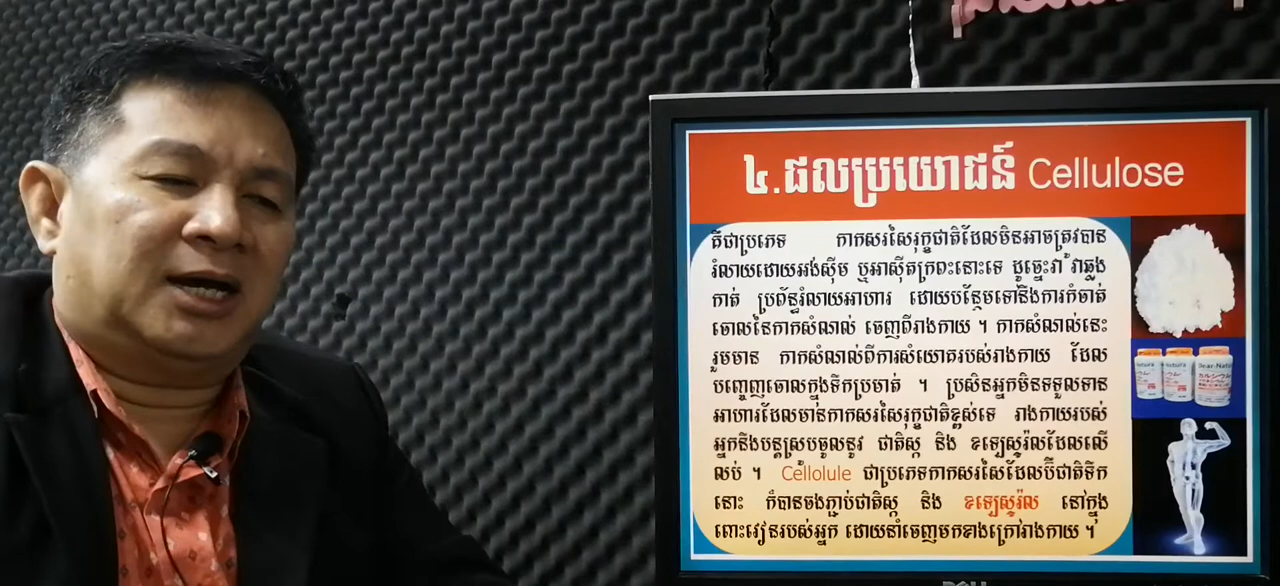 ៤.ផលប្រយោជន៍ Cellulose
គឺជាប្រភេទ កាកសរសៃរុក្ខជាតិដែលមិនអាចត្រូវបាន
រំលាយដោយអង់ស៊ីម ឬអាស៊ីតក្រពះនោះទេ ដូច្នេះវា វាឆ្លង
កាត់ ប្រព័ន្ធរំលាយអាហារ ដោយបន្ថែមទៅនឹងការកំចាត់
ចោលនៃកាកសំណល់ ចេញពីរាងកាយ ។ កាកសំណល់នេះ
រួមមាន កាកសំណល់ពីការសំយោគរបស់រាងកាយ ដែល
បញ្ចេញចោលក្នុងទឹកប្រមាត់ ។ ប្រសិនអ្នកមិនទទួលទាន
អាហារដែលមានកាកសរសៃរុក្ខជាតិខ្ពស់ទេ រាងកាយរបស់
អ្នកនឹងបន្តស្រូបចូលនូវ ជាតិស្ករ និង ខឡេស្តូរ៉ល់ដែលលើ
លប់ ។ Cellolule ជាប្រភេទកាកសរសៃដែលបឺជាតិទឹក
នោះ ក៏បានចងភ្ជាប់ជាតិស្ករ និង ខឡេស្តូរ៉ល នៅក្នុង
ពោះវៀនរបស់អ្នក ដោយនាំចេញមកខាងក្រៅរាងកាយ ។